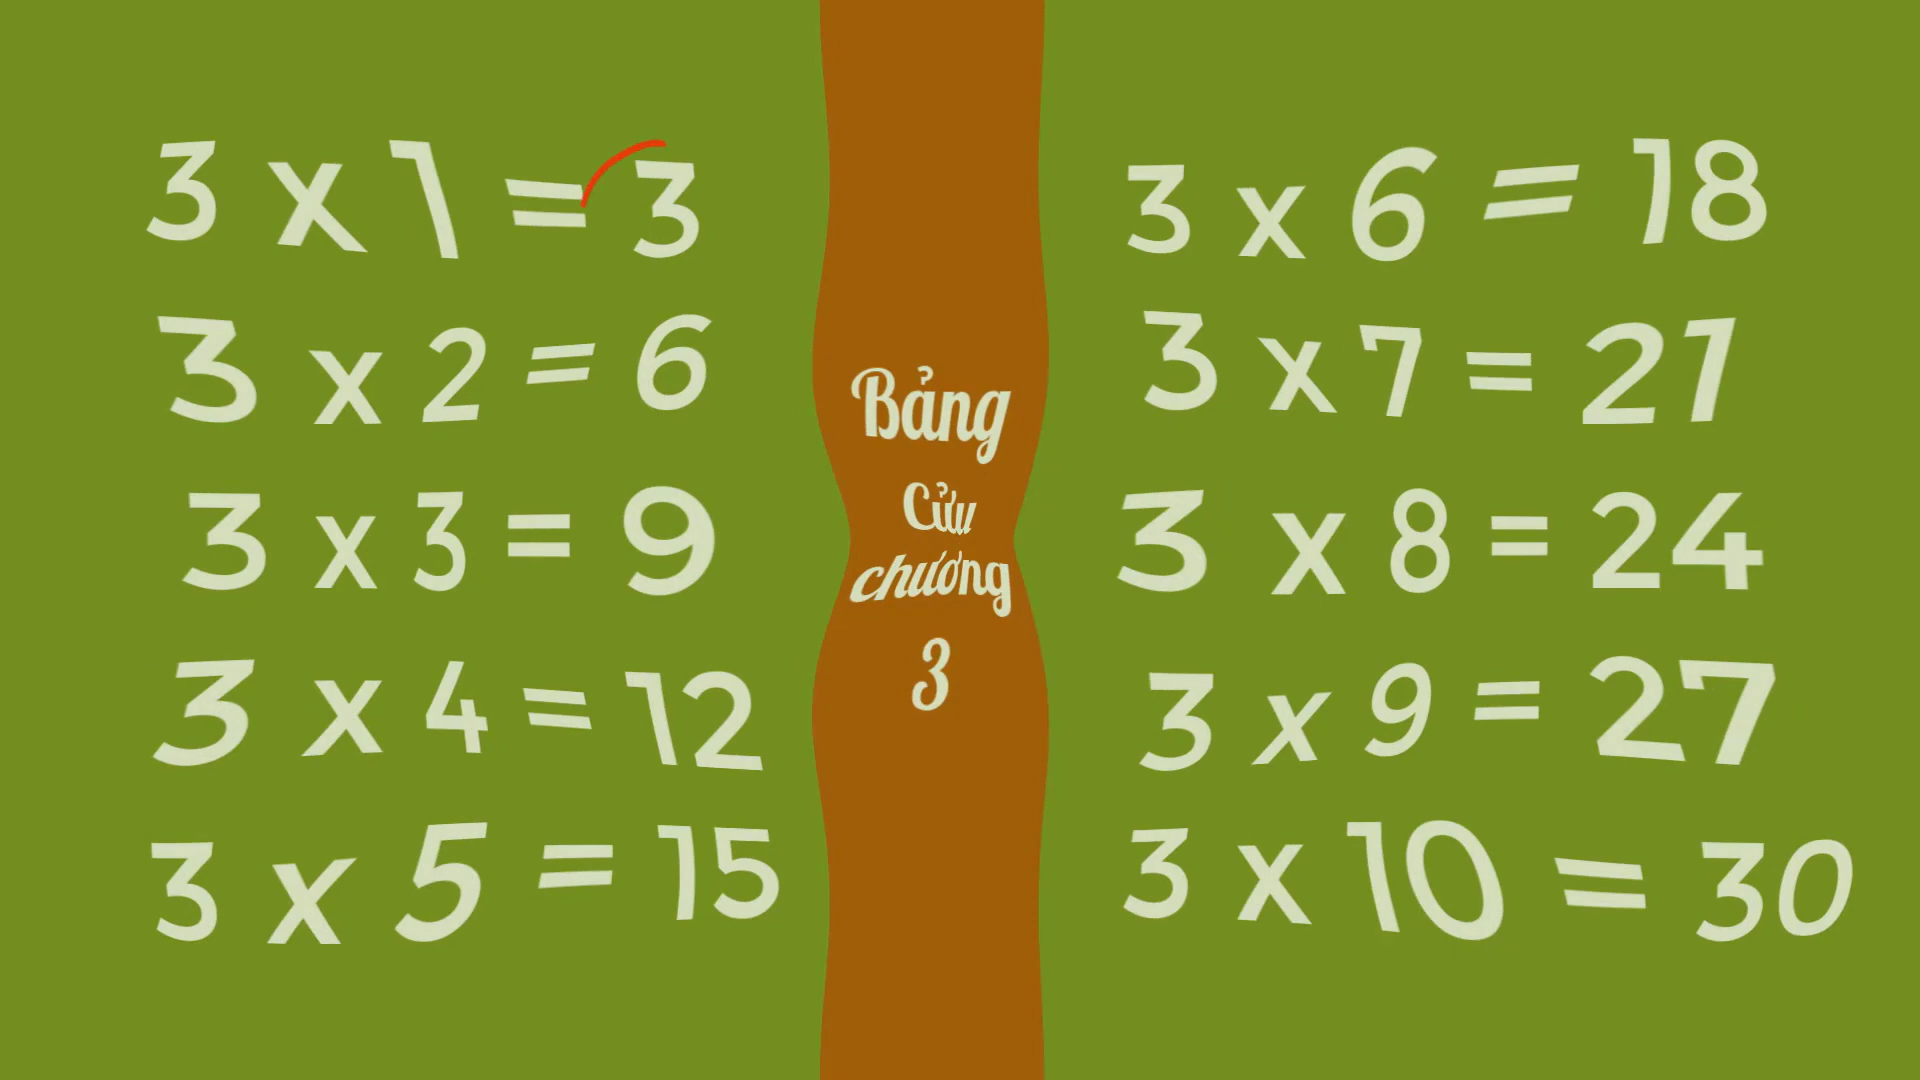 3 x 1 = 3
3 x 2 = 6
3 x 3 = 9
3 x 4 = 12
3 x 5 = 15
Bảng
Cửu
chương
3
3 x 6 = 18
3 x 7 = 21
3 x 8 = 24
3 x 9 = 27
3 x 10 = 30